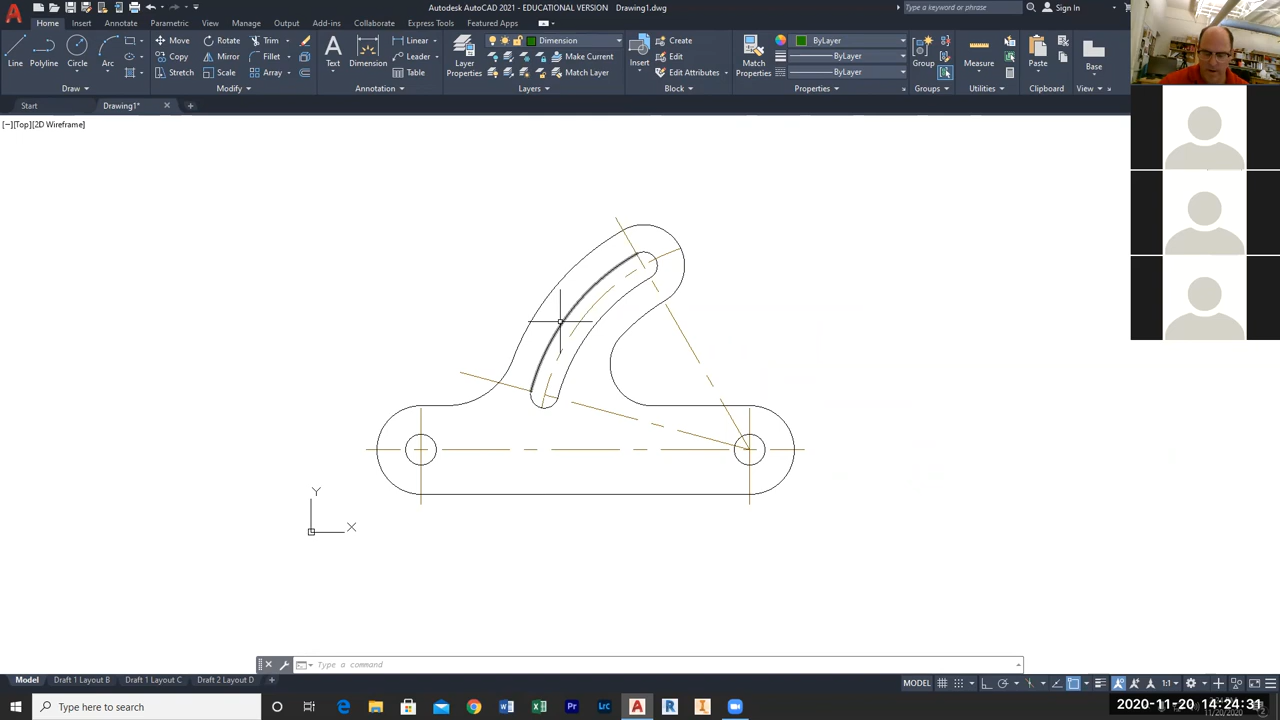 Autodesk AutoCAD 2021 - EDUCATIONAL VERSION Drawing1.dwg
Type a keyword or phrase
Sign In
Home Insert Annotate Parametric View Manage Output Add-ins Collaborate Express Tools Featured Apps
Line Polyline Circle Arc
Move Rotate Trim
Copy Mirror Fillet
Stretch Scale Array
Text Dimension
Linear
Leader
Table
Layer Properties
Dimension
Make Current
Match Layer
Insert
Create
Edit
Edit Attributes
Match Properties
ByLayer
ByLayer
ByLayer
Group
Measure
Paste
Base
Draw Modify Annotation Layers Block Properties Groups Utilities Clipboard View
Start Drawing1*
[−][Top][2D Wireframe]
Y
X
Type a command
Model Draft 1 Layout B Draft 1 Layout C Draft 2 Layout D
MODEL
1:1
Type here to search
2020-11-20 14:24:31
11/20/2020